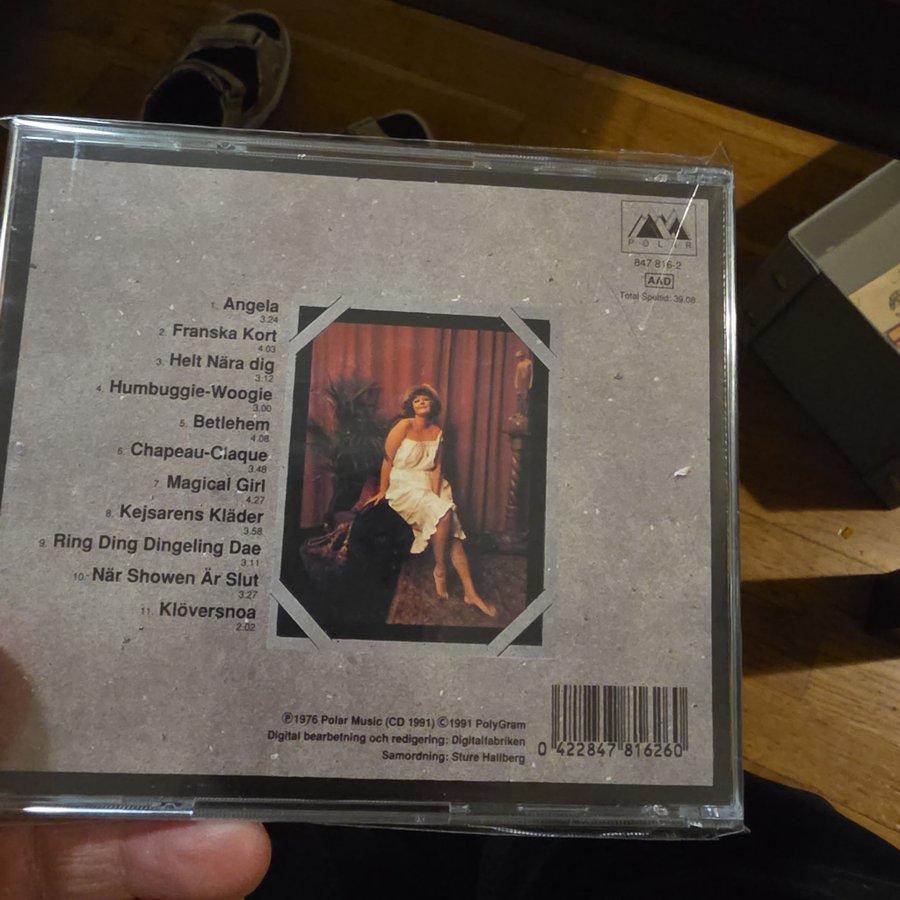 POLAR
847 816-2
AAD
Total Speltid: 39.08
1. Angela
3.24
2. Franska Kort
4.03
3. Helt Nära dig
3.12
4. Humbuggie-Woogie
3.00
5. Betlehem
4.08
6. Chapeau-Claque
3.48
7. Magical Girl
4.27
8. Kejsarens Kläder
3.58
9. Ring Ding Dingeling Dae
3.11
10. När Showen Är Slut
3.27
11. Klöversnoa
2.02
℗1976 Polar Music (CD 1991) ©1991 PolyGram
Digital bearbetning och redigering: Digitalfabriken
Samordning: Sture Hallberg
0 422847 816260